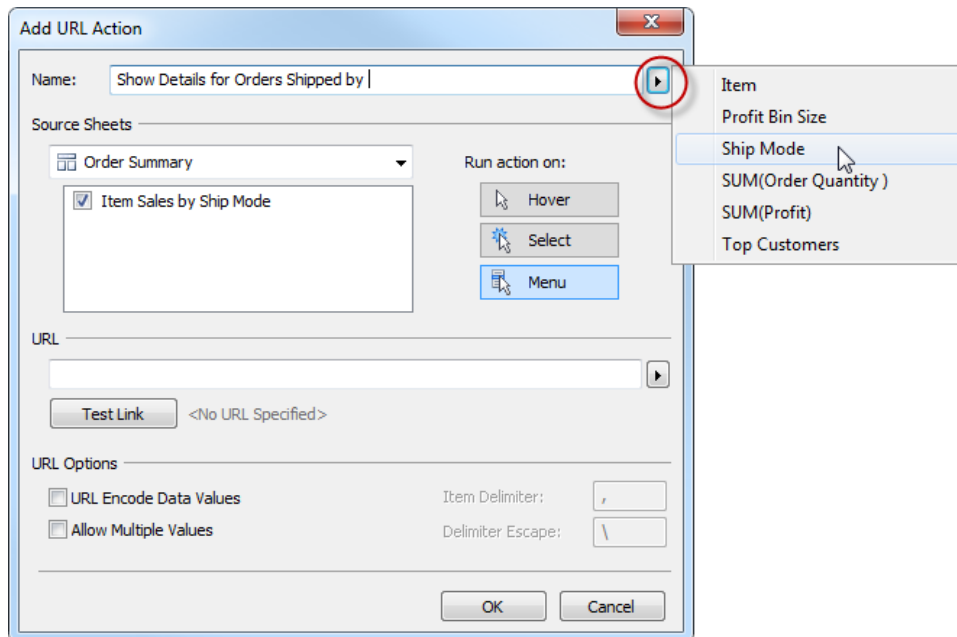 Add URL Action
Name: Show Details for Orders Shipped by
Item
Profit Bin Size
Ship Mode
SUM(Order Quantity )
SUM(Profit)
Top Customers
Source Sheets
Order Summary
Item Sales by Ship Mode
Run action on:
Hover
Select
Menu
URL
Test Link <No URL Specified>
URL Options
URL Encode Data Values
Allow Multiple Values
Item Delimiter: ,
Delimiter Escape: \
OK Cancel